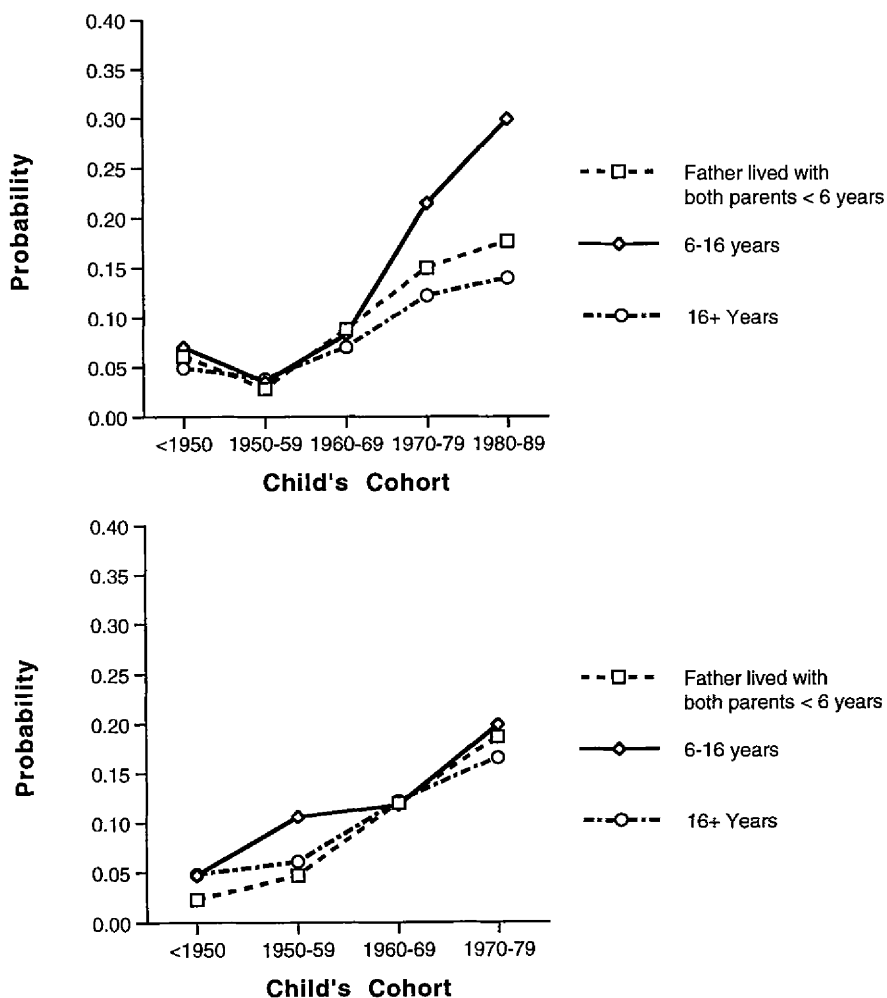 0.40
0.35
0.30
0.25
0.20
0.15
0.10
0.05
0.00
Probability
<1950 1950-59 1960-69 1970-79 1980-89
Child's Cohort
Father lived with
both parents < 6 years
6-16 years
16+ Years
0.40
0.35
0.30
0.25
0.20
0.15
0.10
0.05
0.00
Probability
<1950 1950-59 1960-69 1970-79
Child's Cohort
Father lived with
both parents < 6 years
6-16 years
16+ Years